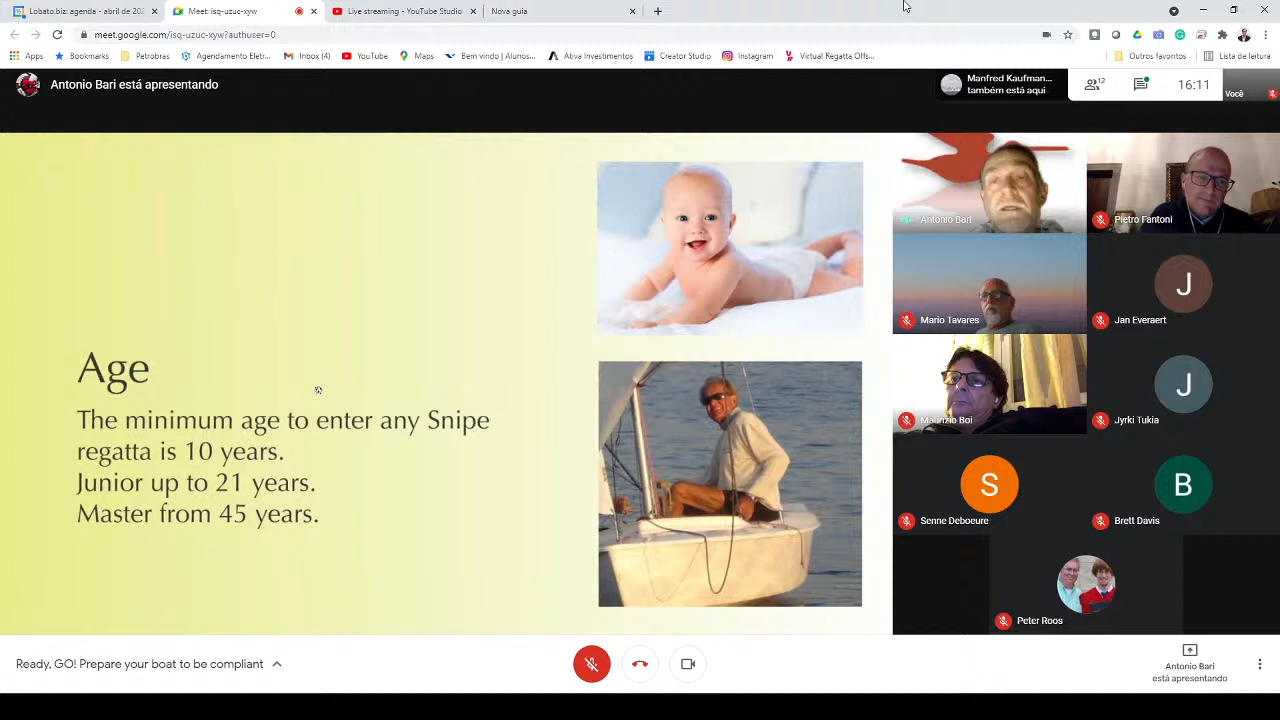 Lobato.biz: agenda - abril de 202
Meet: isq-uzuc-xyw
Live streaming - YouTube Studio
Nova guia
meet.google.com/isq-uzuc-xyw?authuser=0
Apps
Bookmarks
Petrobras
Agendamento Eletr...
Inbox (4)
YouTube
Maps
Bem vindo | Alunos...
Ativa Investimentos
Creator Studio
Instagram
Virtual Regatta Offs...
Outros favoritos
Lista de leitura
Antonio Bari está apresentando
Manfred Kaufman...
também está aqui
12
16:11
Você
Age
The minimum age to enter any Snipe
regatta is 10 years.
Junior up to 21 years.
Master from 45 years.
Antonio Bari
Pietro Fantoni
Mario Tavares
J
Jan Everaert
Maurizio Boi
J
Jyrki Tukia
S
Senne Deboeure
B
Brett Davis
Peter Roos
Ready, GO! Prepare your boat to be compliant
Antonio Bari
está apresentando